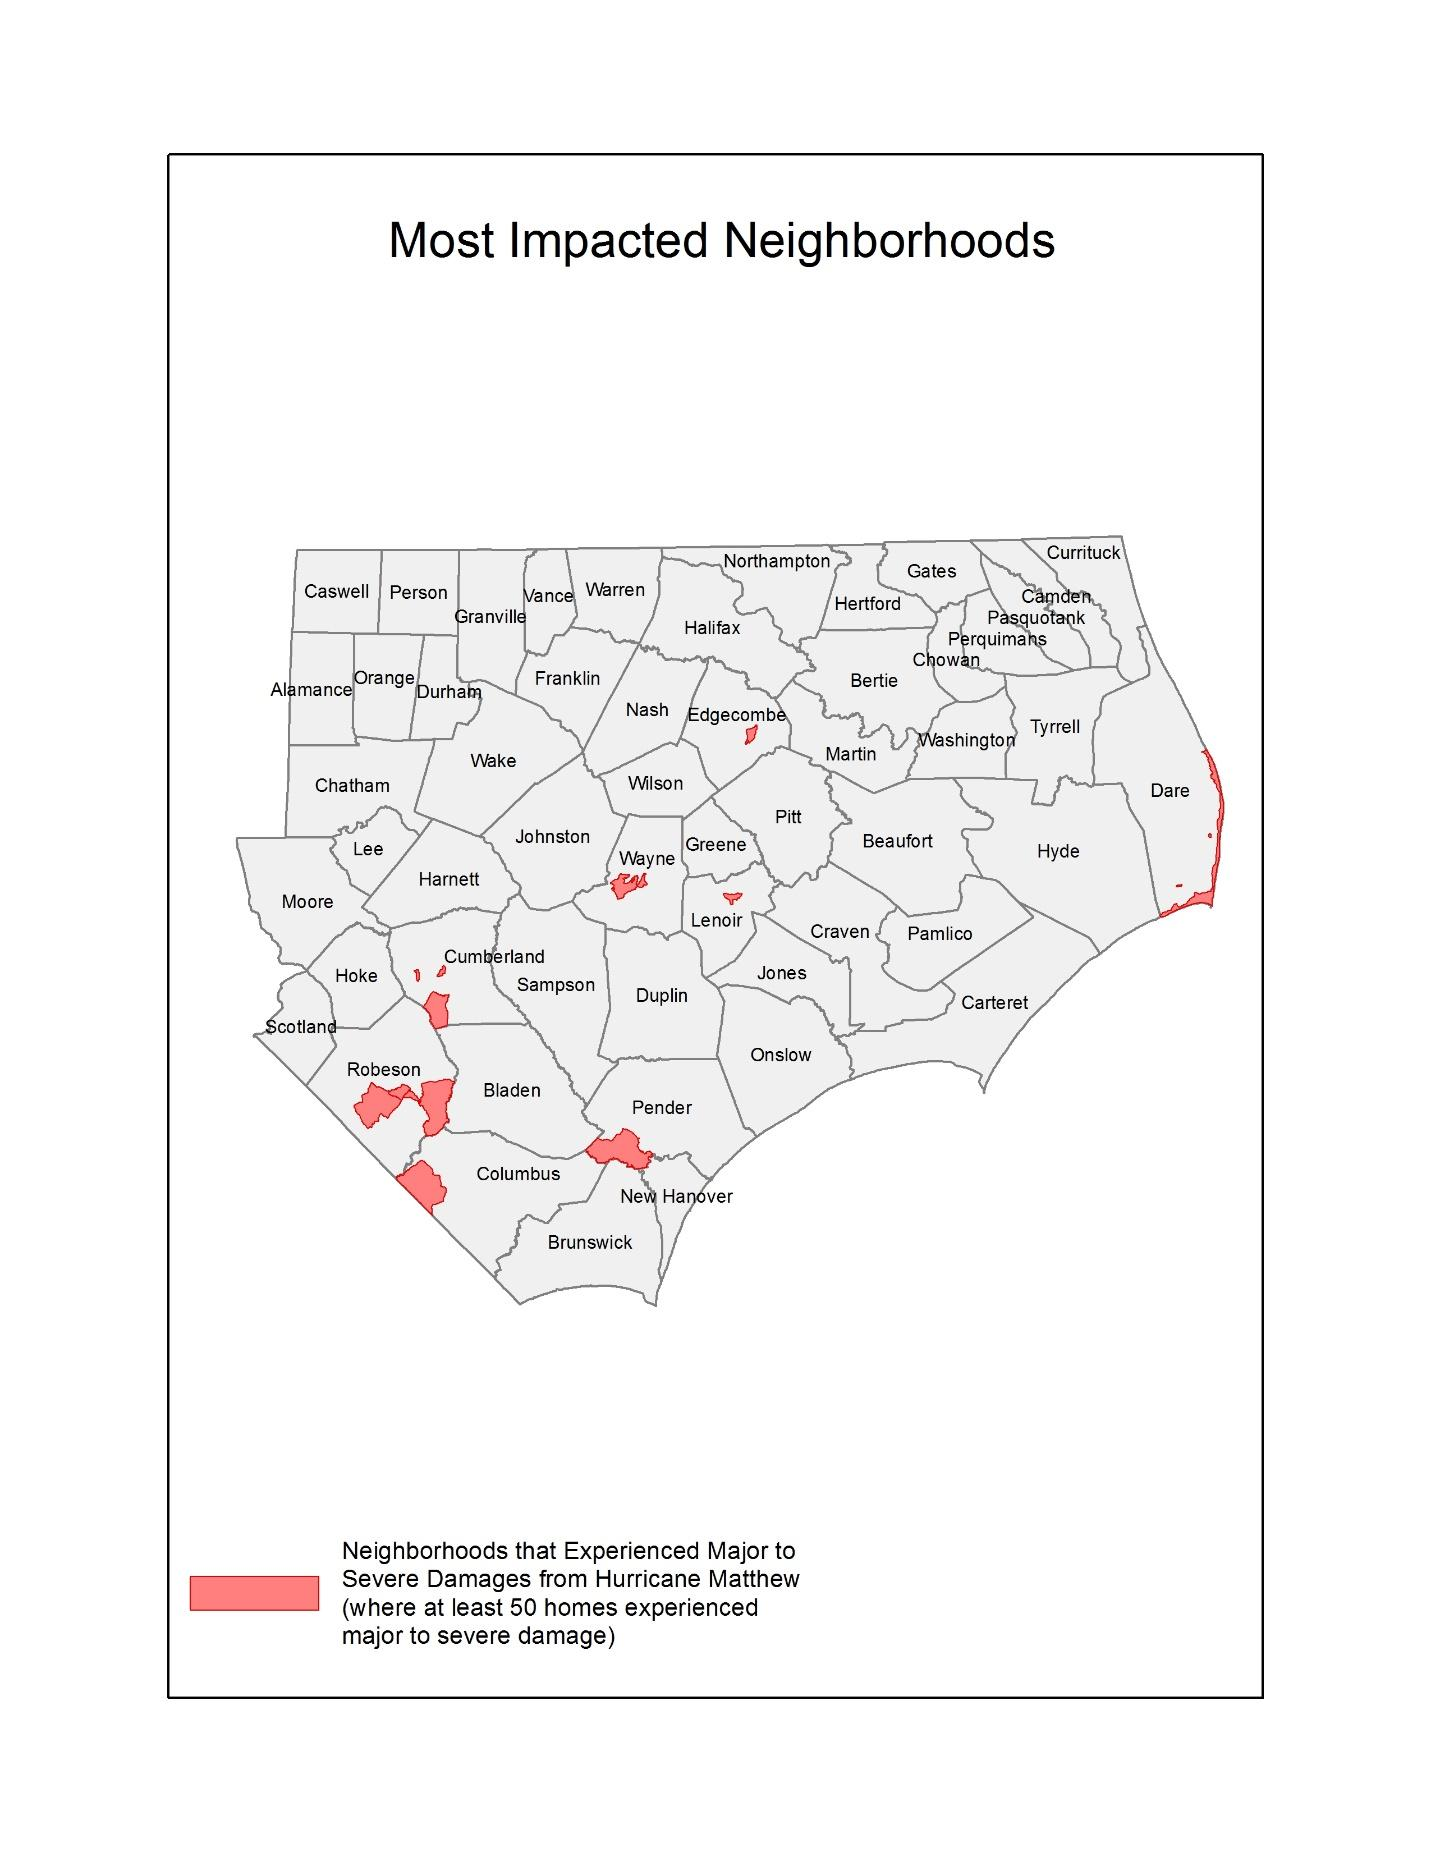 Most Impacted Neighborhoods
Currituck
Northampton
Gates
Caswell
Person
Vance
Warren
Camden
Hertford
Granville
Pasquotank
Halifax
Perquimans
Chowan
Orange
Franklin
Bertie
Alamance
Durham
Nash
Edgecombe
Tyrrell
Washington
Martin
Wake
Chatham
Wilson
Dare
Pitt
Johnston
Beaufort
Greene
Lee
Hyde
Wayne
Harnett
Moore
Lenoir
Craven
Pamlico
Cumberland
Hoke
Jones
Sampson
Duplin
Carteret
Scotland
Onslow
Robeson
Bladen
Pender
Columbus
New Hanover
Brunswick
Neighborhoods that Experienced Major to
Severe Damages from Hurricane Matthew
(where at least 50 homes experienced
major to severe damage)